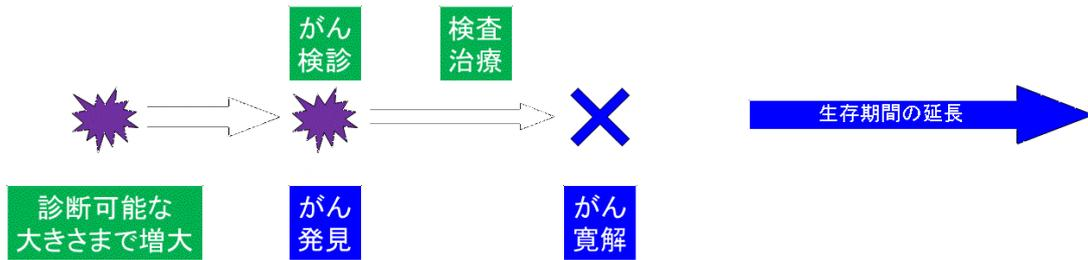 がん
検診
検査
治療
生存期間の延長
診断可能な
大きさまで増大
がん
発見
がん
寛解